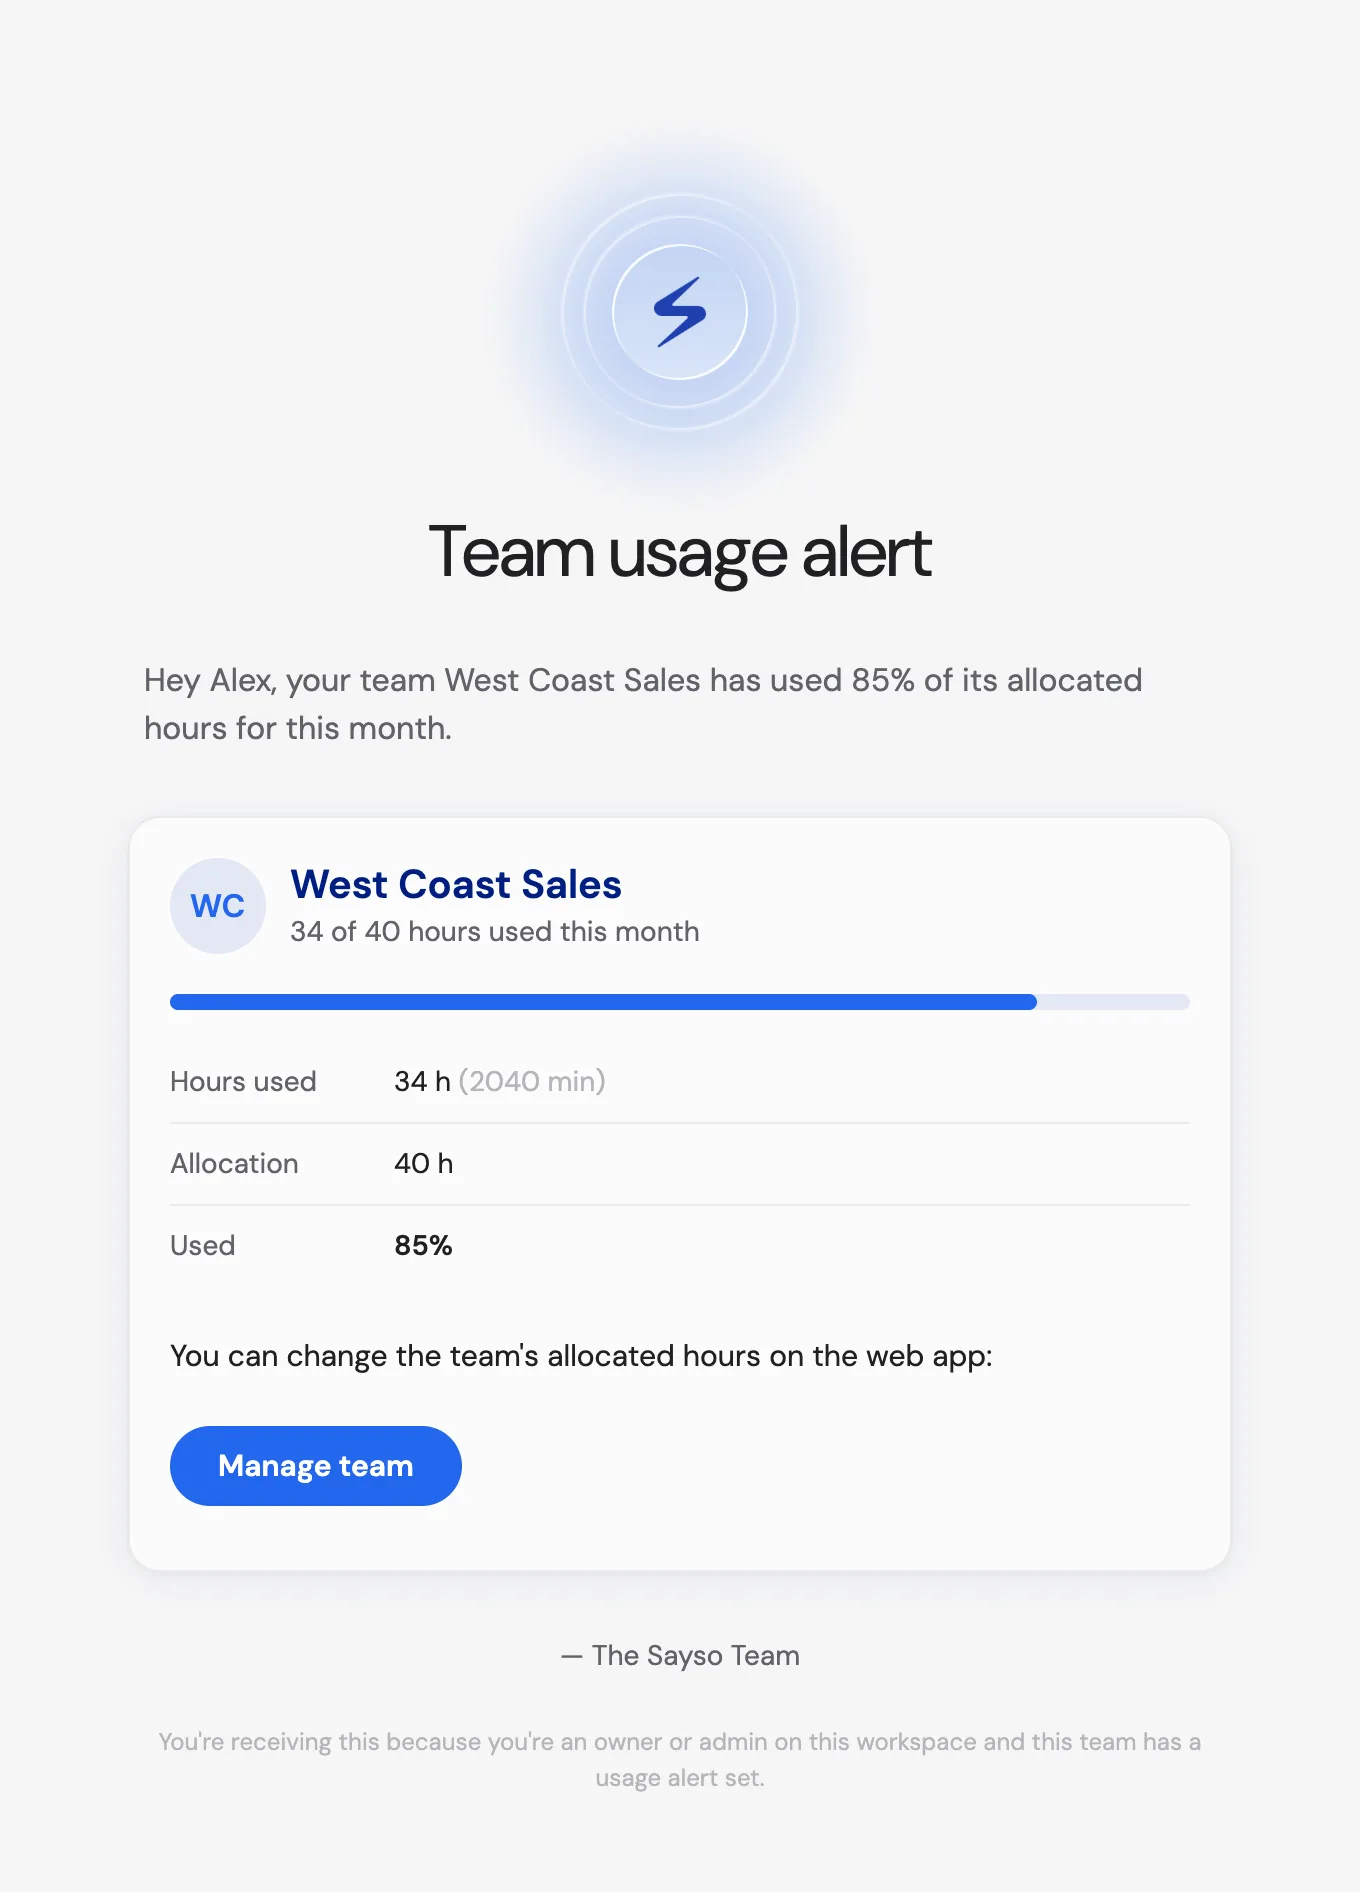 Team usage alert
Hey Alex, your team West Coast Sales has used 85% of its allocated
hours for this month.
WC
West Coast Sales
34 of 40 hours used this month
Hours used 34 h (2040 min)
Allocation 40 h
Used 85%
You can change the team's allocated hours on the web app:
Manage team
— The Sayso Team
You're receiving this because you're an owner or admin on this workspace and this team has a
usage alert set.